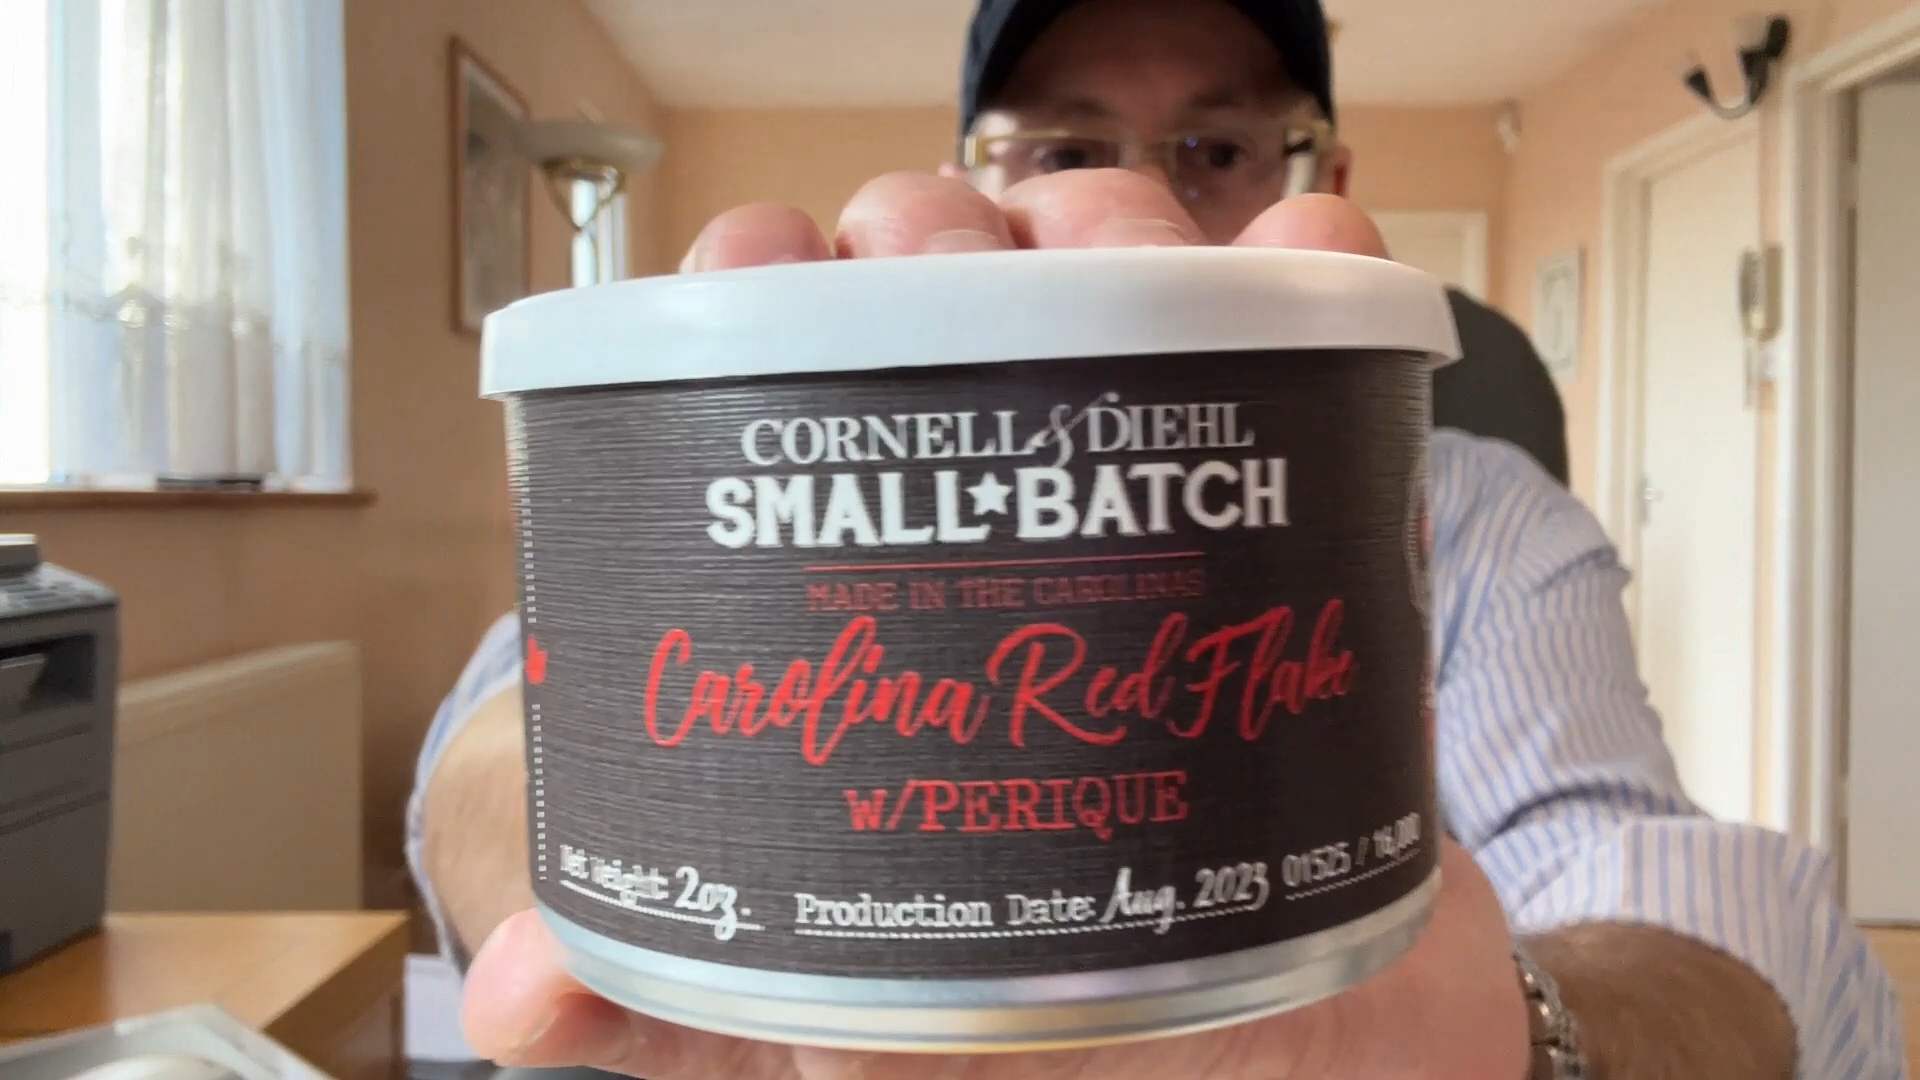 CORNELL & DIEHL
SMALL★BATCH
MADE IN THE CAROLINAS
Carolina Red Flake
w/PERIQUE
Net Weight: 2oz. Production Date: Aug. 2023 01525 / 16,000